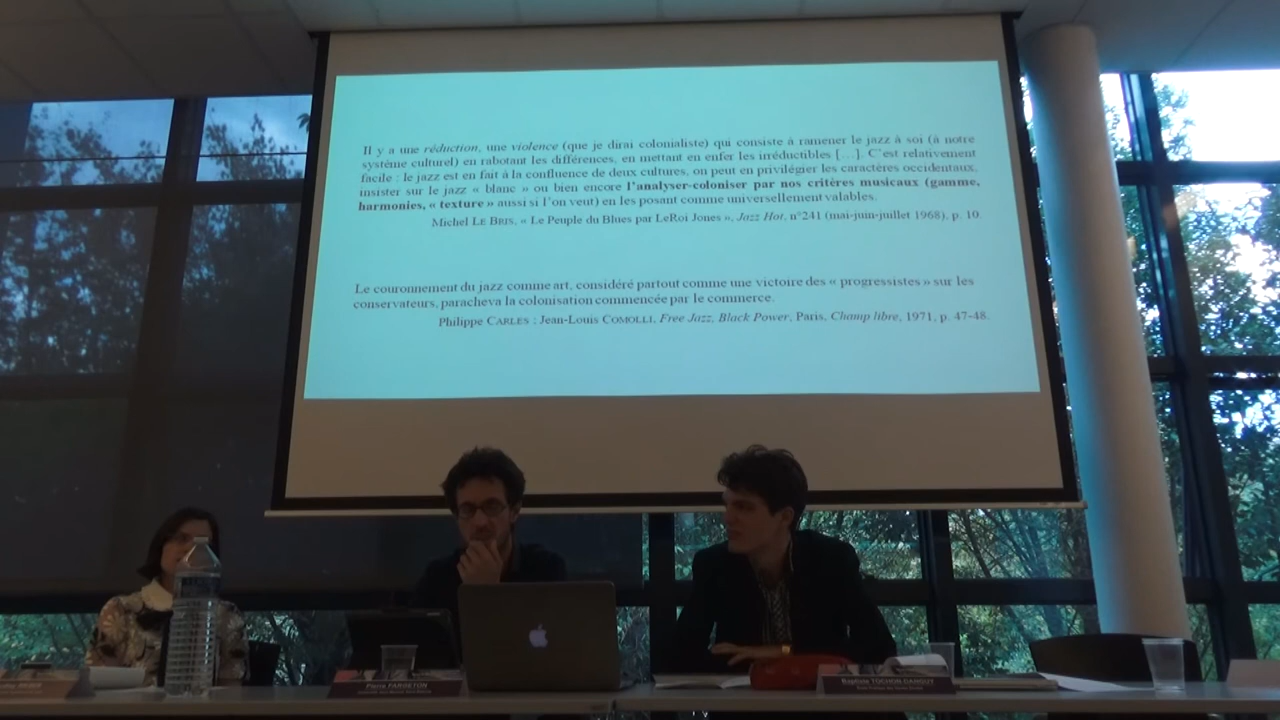 Il y a une réduction, une violence (que je dirai colonialiste) qui consiste à ramener le jazz à soi (à notre
système culturel) en rabotant les différences, en mettant en enfer les irréductibles […]. C'est relativement
facile : le jazz est en fait à la confluence de deux cultures, on peut en privilégier les caractères occidentaux,
insister sur le jazz « blanc » ou bien encore l'analyser-coloniser par nos critères musicaux (gamme,
harmonies, « texture » aussi si l'on veut) en les posant comme universellement valables.
Michel LE BRIS, « Le Peuple du Blues par LeRoi Jones », Jazz Hot, n°241 (mai-juin-juillet 1968), p. 10.
Le couronnement du jazz comme art, considéré partout comme une victoire des « progressistes » sur les
conservateurs, paracheva la colonisation commencée par le commerce.
Philippe CARLES ; Jean-Louis COMOLLI, Free Jazz, Black Power, Paris, Champ libre, 1971, p. 47-48.
Pierre FARGETON
Baptiste